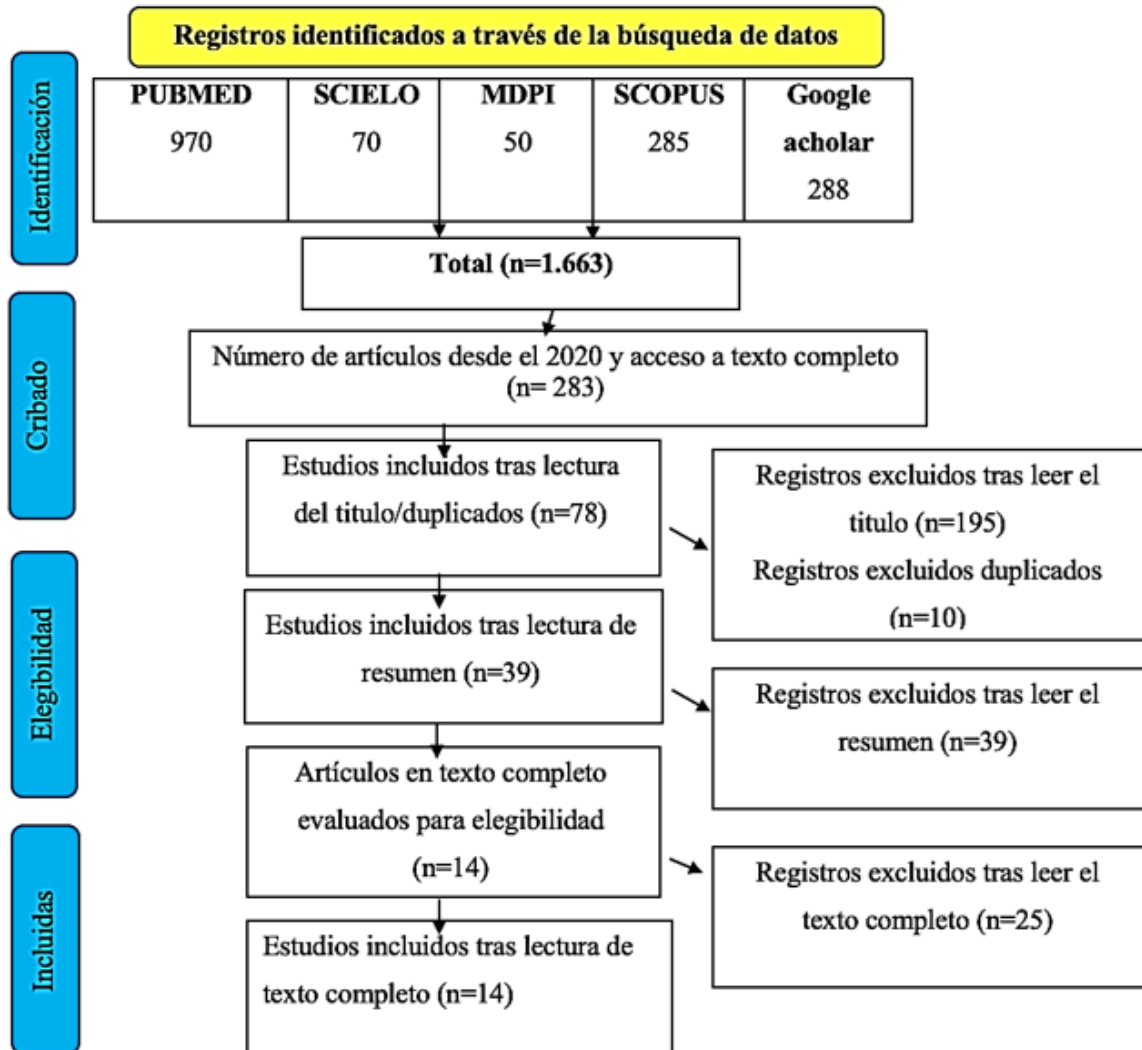 Registros identificados a través de la búsqueda de datos
Identificación
PUBMED
970
SCIELO
70
MDPI
50
SCOPUS
285
Google
acholar
288
Total (n=1.663)
Cribado
Número de artículos desde el 2020 y acceso a texto completo
(n= 283)
Estudios incluidos tras lectura
del titulo/duplicados (n=78)
Registros excluidos tras leer el
titulo (n=195)
Registros excluidos duplicados
(n=10)
Elegibilidad
Estudios incluidos tras lectura de
resumen (n=39)
Registros excluidos tras leer el
resumen (n=39)
Artículos en texto completo
evaluados para elegibilidad
(n=14)
Registros excluidos tras leer el
texto completo (n=25)
Incluidas
Estudios incluidos tras lectura de
texto completo (n=14)